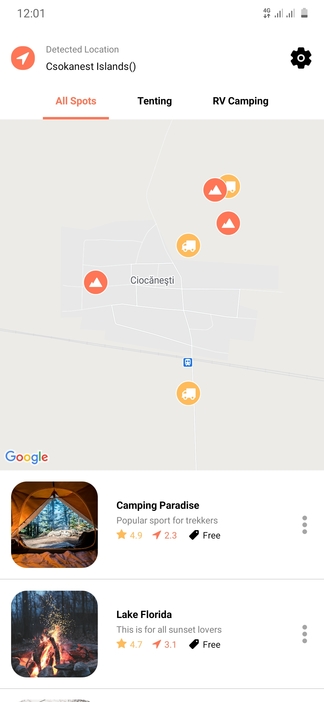 12:01
4G
Detected Location
Csokanest Islands()
All Spots
Tenting
RV Camping
Ciocănești
Google
Camping Paradise
Popular sport for trekkers
4.9 2.3 Free
Lake Florida
This is for all sunset lovers
4.7 3.1 Free